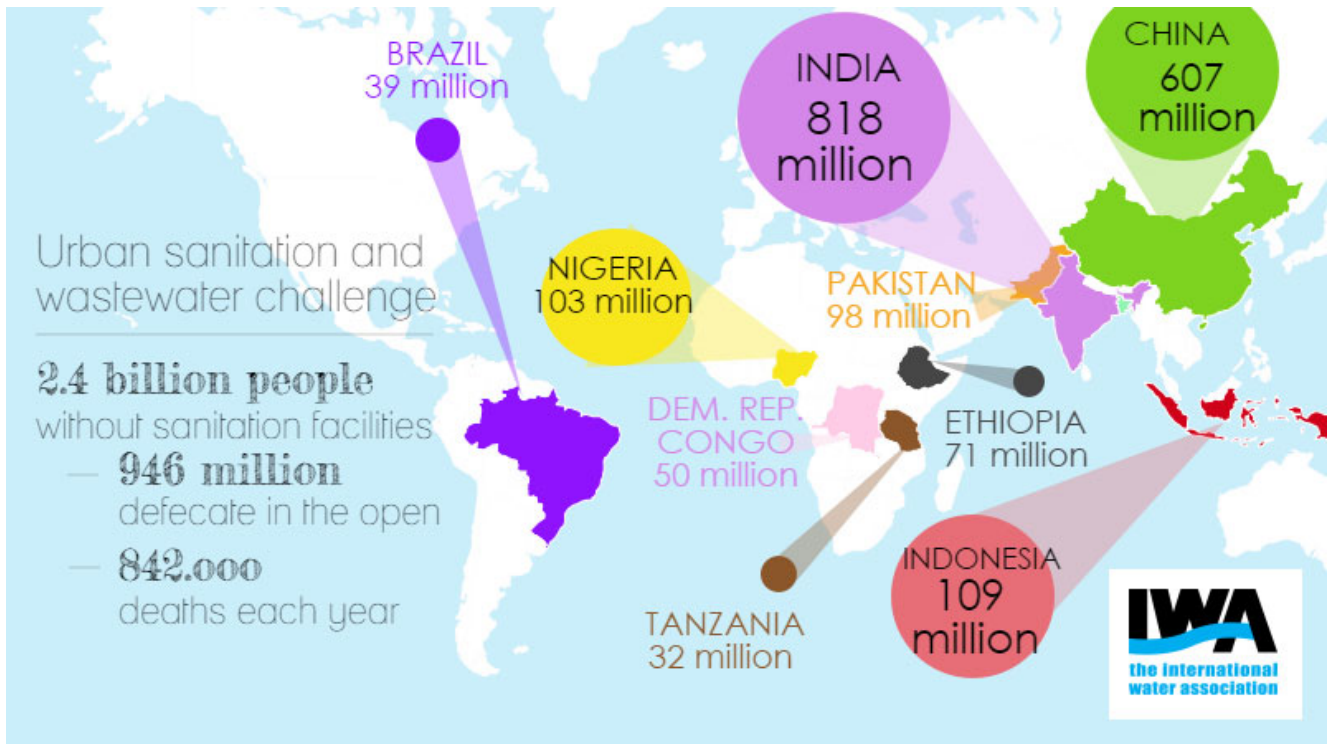 BRAZIL
39 million
INDIA
818
million
CHINA
607
million
Urban sanitation and
wastewater challenge
NIGERIA
103 million
PAKISTAN
98 million
2.4 billion people
without sanitation facilities
— 946 million
defecate in the open
— 842.000
deaths each year
DEM. REP.
CONGO
50 million
ETHIOPIA
71 million
TANZANIA
32 million
INDONESIA
109
million
IWA
the international
water association